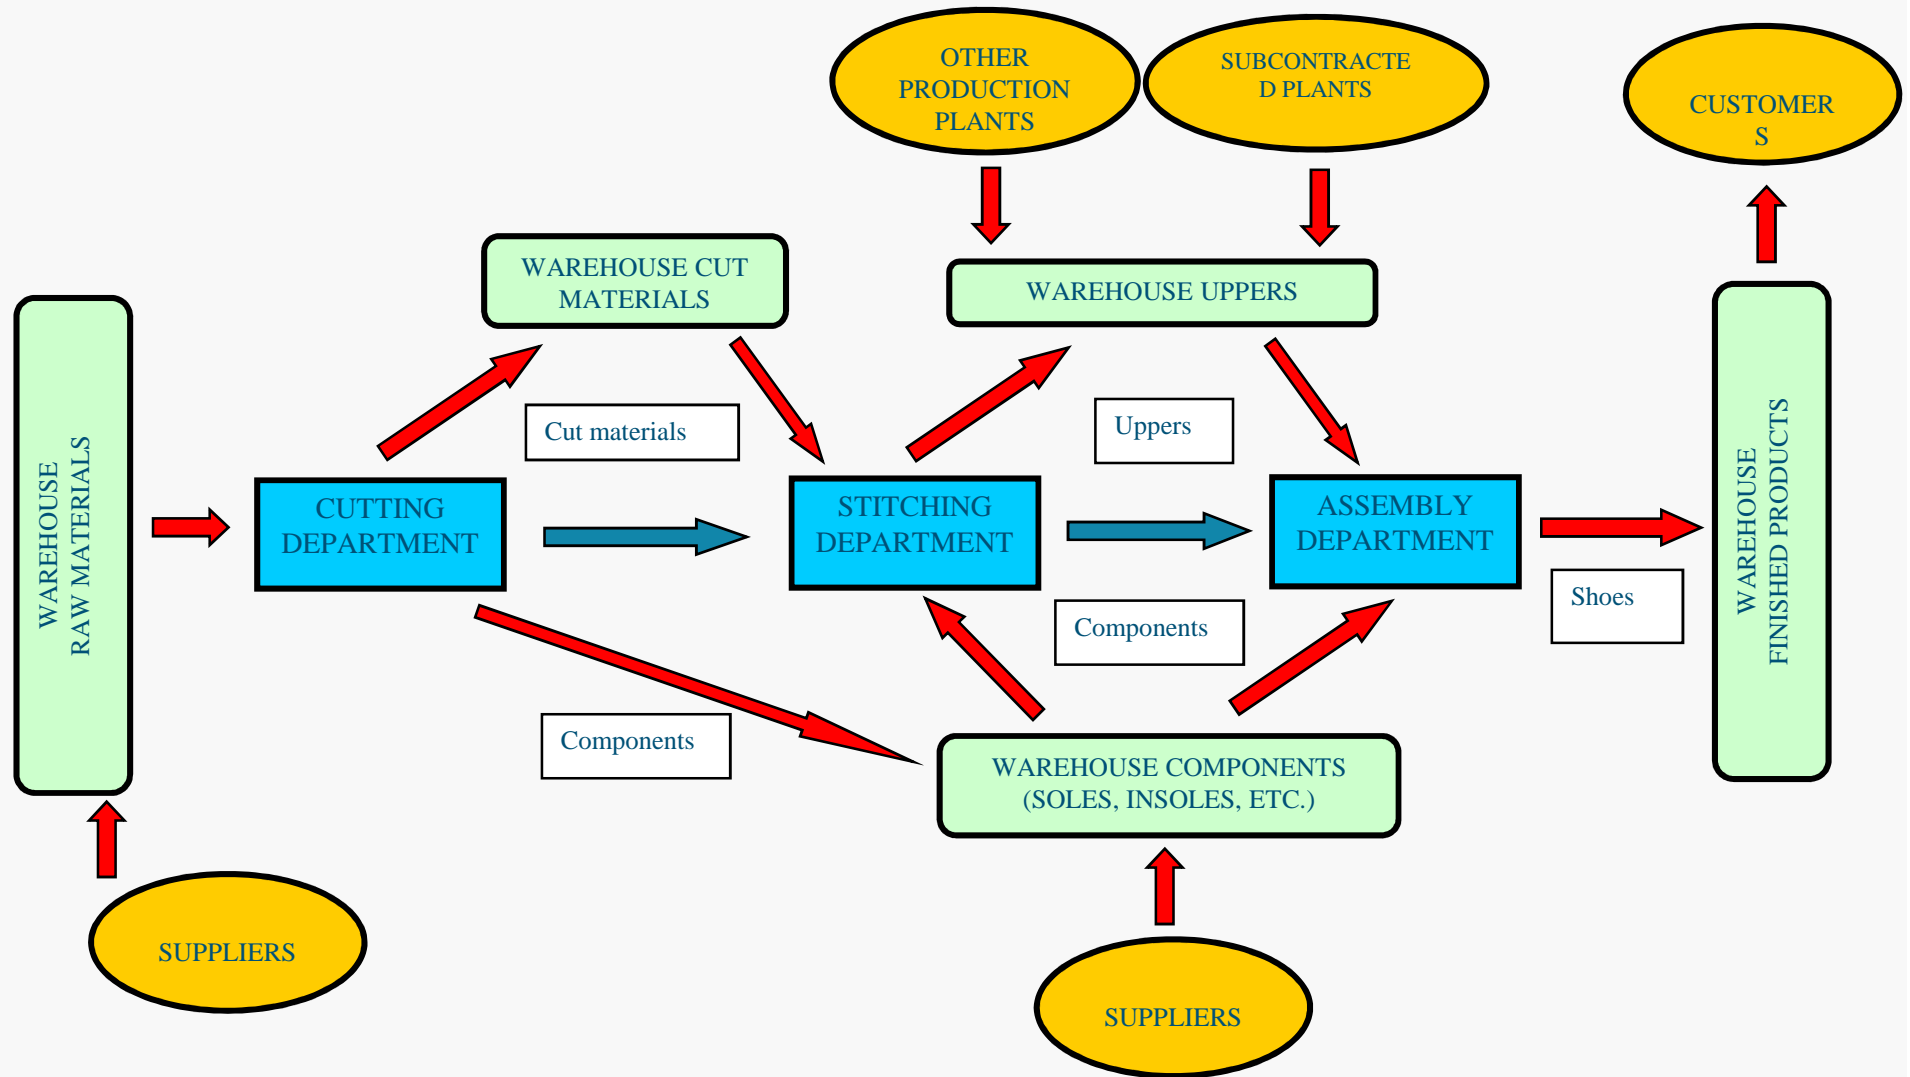 OTHER
PRODUCTION
PLANTS
SUBCONTRACTE
D PLANTS
CUSTOMER
S
WAREHOUSE CUT
MATERIALS
WAREHOUSE UPPERS
WAREHOUSE
RAW MATERIALS
Cut materials
Uppers
CUTTING
DEPARTMENT
STITCHING
DEPARTMENT
ASSEMBLY
DEPARTMENT
WAREHOUSE
FINISHED PRODUCTS
Shoes
Components
Components
WAREHOUSE COMPONENTS
(SOLES, INSOLES, ETC.)
SUPPLIERS
SUPPLIERS